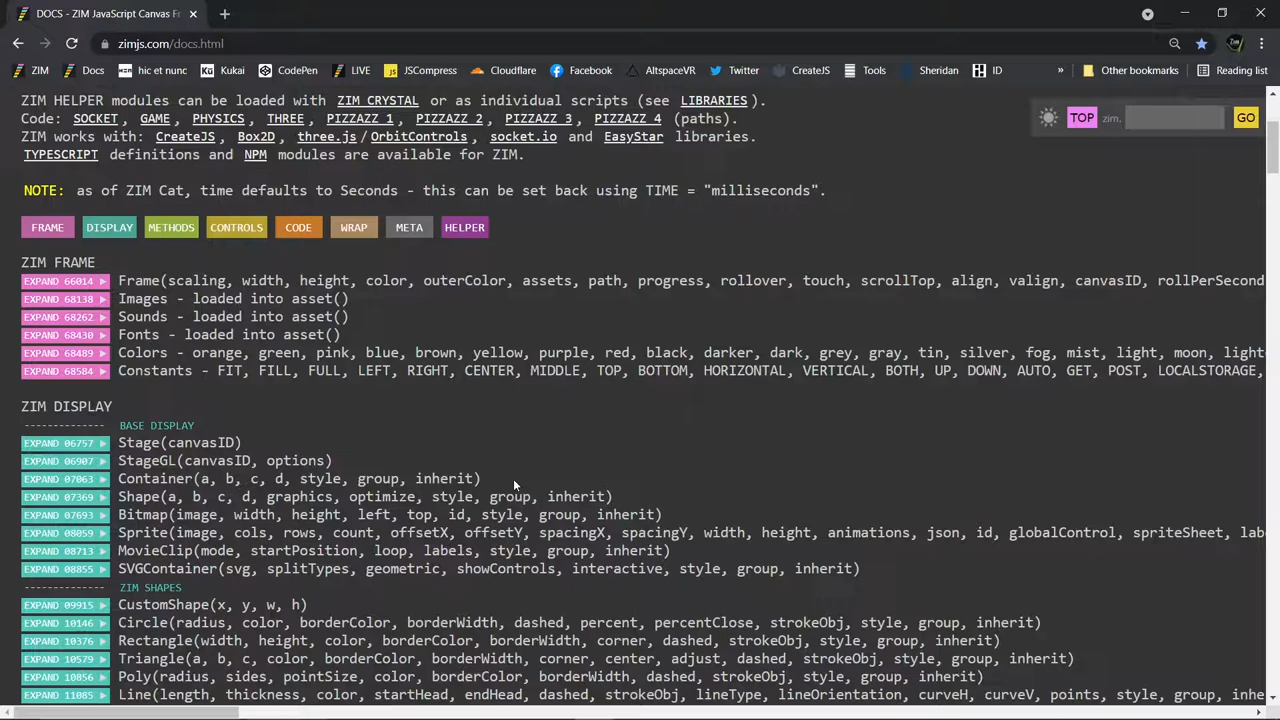 DOCS - ZIM JavaScript Canvas Fr
zimjs.com/docs.html
ZIM Docs hic et nunc Kukai CodePen LIVE JSCompress Cloudflare Facebook AltspaceVR Twitter CreateJS Tools Sheridan ID » Other bookmarks Reading list
ZIM HELPER modules can be loaded with ZIM CRYSTAL or as individual scripts (see LIBRARIES).
Code: SOCKET, GAME, PHYSICS, THREE, PIZZAZZ 1, PIZZAZZ 2, PIZZAZZ 3, PIZZAZZ 4 (paths).
TOP zim. GO
ZIM works with: CreateJS, Box2D, three.js/OrbitControls, socket.io and EasyStar libraries.
TYPESCRIPT definitions and NPM modules are available for ZIM.
NOTE: as of ZIM Cat, time defaults to Seconds - this can be set back using TIME = "milliseconds".
FRAME DISPLAY METHODS CONTROLS CODE WRAP META HELPER
ZIM FRAME
EXPAND 66014 Frame(scaling, width, height, color, outerColor, assets, path, progress, rollover, touch, scrollTop, align, valign, canvasID, rollPerSecond
EXPAND 68138 Images - loaded into asset()
EXPAND 68262 Sounds - loaded into asset()
EXPAND 68430 Fonts - loaded into asset()
EXPAND 68489 Colors - orange, green, pink, blue, brown, yellow, purple, red, black, darker, dark, grey, gray, tin, silver, fog, mist, light, moon, light
EXPAND 68584 Constants - FIT, FILL, FULL, LEFT, RIGHT, CENTER, MIDDLE, TOP, BOTTOM, HORIZONTAL, VERTICAL, BOTH, UP, DOWN, AUTO, GET, POST, LOCALSTORAGE,
ZIM DISPLAY
-------------- BASE DISPLAY
EXPAND 06757 Stage(canvasID)
EXPAND 06907 StageGL(canvasID, options)
EXPAND 07063 Container(a, b, c, d, style, group, inherit)
EXPAND 07369 Shape(a, b, c, d, graphics, optimize, style, group, inherit)
EXPAND 07693 Bitmap(image, width, height, left, top, id, style, group, inherit)
EXPAND 08059 Sprite(image, cols, rows, count, offsetX, offsetY, spacingX, spacingY, width, height, animations, json, id, globalControl, spriteSheet, lab
EXPAND 08713 MovieClip(mode, startPosition, loop, labels, style, group, inherit)
EXPAND 08855 SVGContainer(svg, splitTypes, geometric, showControls, interactive, style, group, inherit)
-------------- ZIM SHAPES
EXPAND 09915 CustomShape(x, y, w, h)
EXPAND 10146 Circle(radius, color, borderColor, borderWidth, dashed, percent, percentClose, strokeObj, style, group, inherit)
EXPAND 10376 Rectangle(width, height, color, borderColor, borderWidth, corner, dashed, strokeObj, style, group, inherit)
EXPAND 10579 Triangle(a, b, c, color, borderColor, borderWidth, corner, center, adjust, dashed, strokeObj, style, group, inherit)
EXPAND 10856 Poly(radius, sides, pointSize, color, borderColor, borderWidth, dashed, strokeObj, style, group, inherit)
EXPAND 11085 Line(length, thickness, color, startHead, endHead, dashed, strokeObj, lineType, lineOrientation, curveH, curveV, points, style, group, inhe